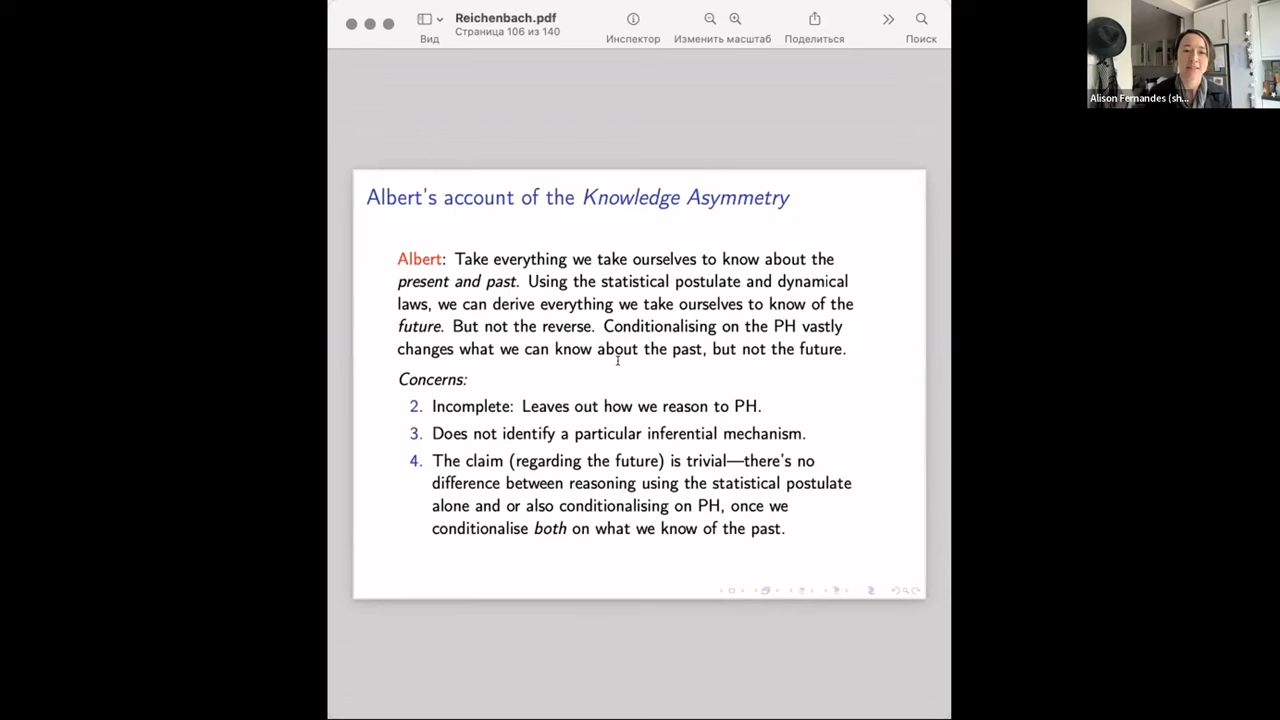 Reichenbach.pdf
Страница 106 из 140
Вид
Инспектор
Изменить масштаб
Поделиться
Поиск
Alison Fernandes (sh...
Albert's account of the Knowledge Asymmetry
Albert: Take everything we take ourselves to know about the
present and past. Using the statistical postulate and dynamical
laws, we can derive everything we take ourselves to know of the
future. But not the reverse. Conditionalising on the PH vastly
changes what we can know about the past, but not the future.
Concerns:
2. Incomplete: Leaves out how we reason to PH.
3. Does not identify a particular inferential mechanism.
4. The claim (regarding the future) is trivial—there's no
difference between reasoning using the statistical postulate
alone and or also conditionalising on PH, once we
conditionalise both on what we know of the past.